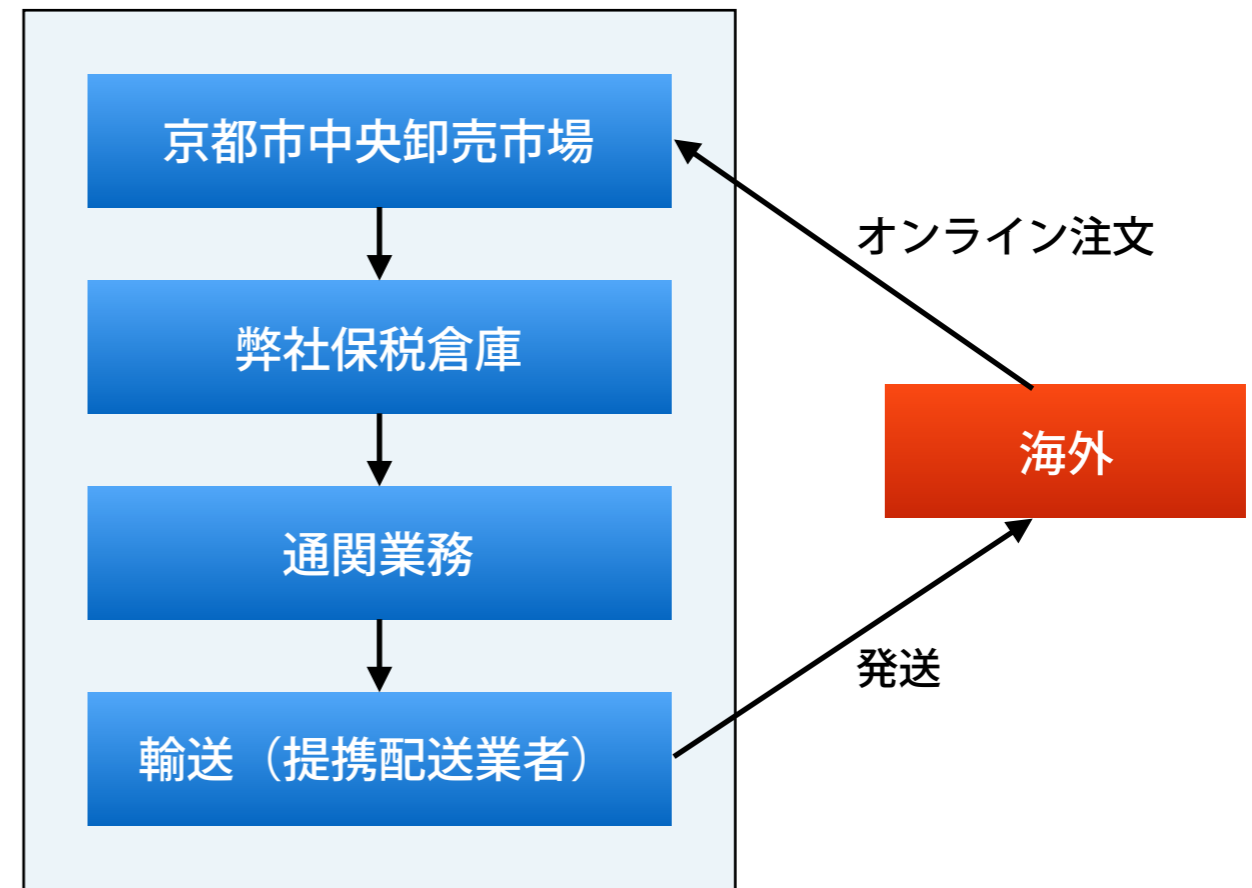 京都市中央卸売市場
オンライン注文
弊社保税倉庫
海外
通関業務
発送
輸送（提携配送業者）